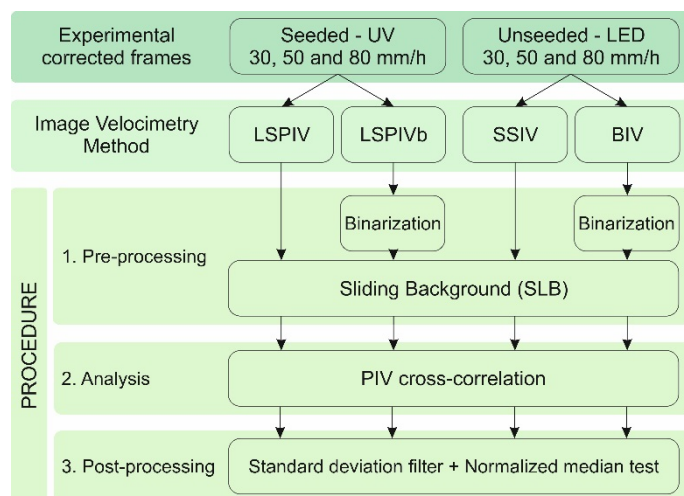 Experimental
corrected frames
Seeded - UV
30, 50 and 80 mm/h
Unseeded - LED
30, 50 and 80 mm/h
Image Velocimetry
Method
LSPIV
LSPIVb
SSIV
BIV
PROCEDURE
1. Pre-processing
Binarization
Binarization
Sliding Background (SLB)
2. Analysis
PIV cross-correlation
3. Post-processing
Standard deviation filter + Normalized median test